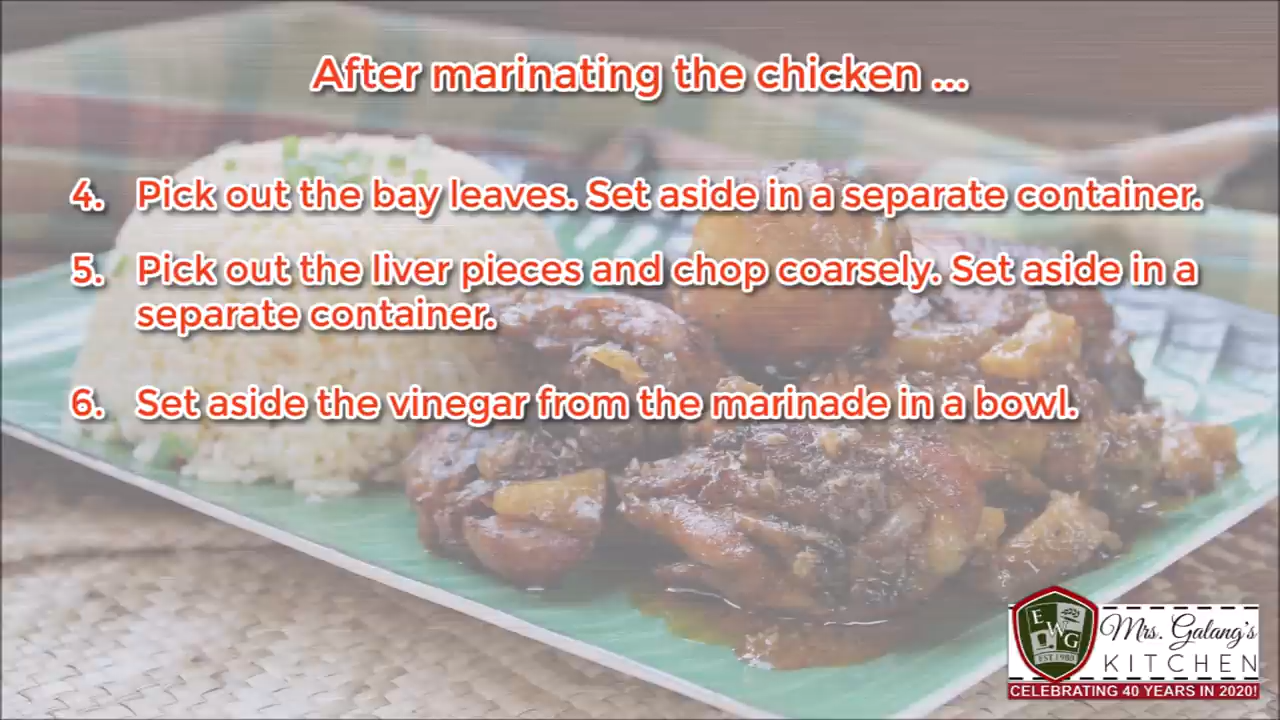 After marinating the chicken ...
4. Pick out the bay leaves. Set aside in a separate container.
5. Pick out the liver pieces and chop coarsely. Set aside in a
separate container.
6. Set aside the vinegar from the marinade in a bowl.
EWG
EST 1980
Mrs. Galang's
KITCHEN
CELEBRATING 40 YEARS IN 2020!